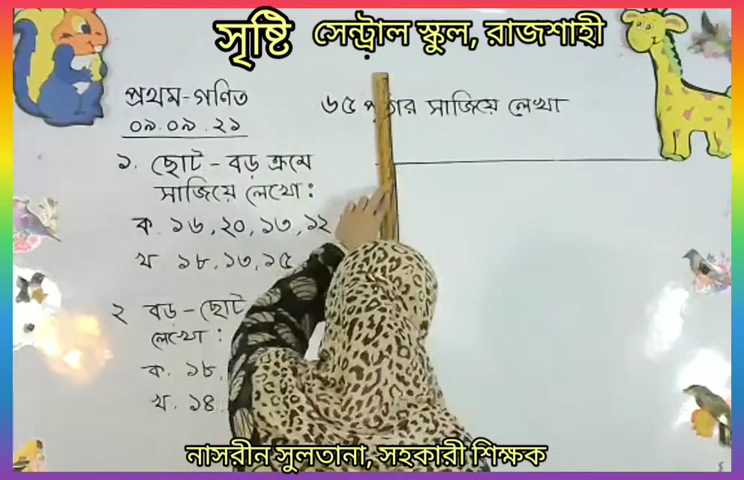 সৃষ্টি সেন্ট্রাল স্কুল, রাজশাহী
প্রথম-গণিত
০৯.০৯.২১
১. ছোট-বড় ক্রমে
সাজিয়ে লেখো:
ক. ১৬, ২০, ১৩, ১২
খ ১৮, ১৩, ১৫
২ বড়-ছোট
লেখো:
ক. ১৮,
খ. ১৪
৬৫ সাজিয়ে লেখা
নাসরীন সুলতানা, সহকারী শিক্ষক